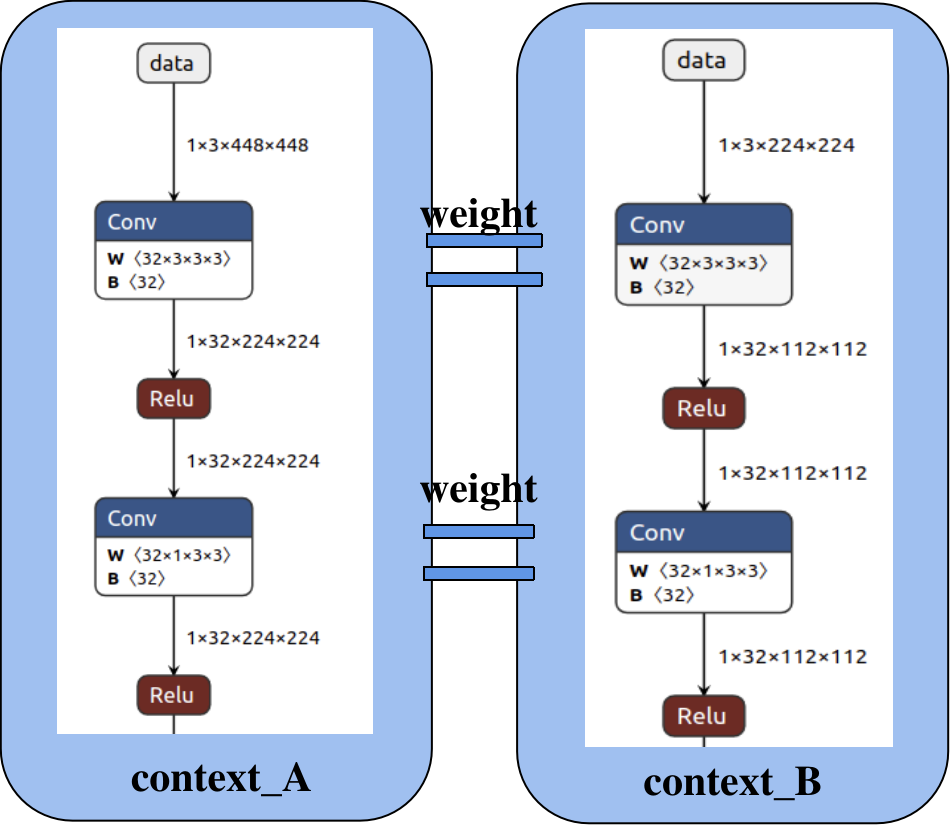 data
1×3×448×448
Conv
W 〈32×3×3×3〉
B 〈32〉
1×32×224×224
Relu
1×32×224×224
Conv
W 〈32×1×3×3〉
B 〈32〉
1×32×224×224
Relu
context_A
weight
weight
data
1×3×224×224
Conv
W 〈32×3×3×3〉
B 〈32〉
1×32×112×112
Relu
1×32×112×112
Conv
W 〈32×1×3×3〉
B 〈32〉
1×32×112×112
Relu
context_B